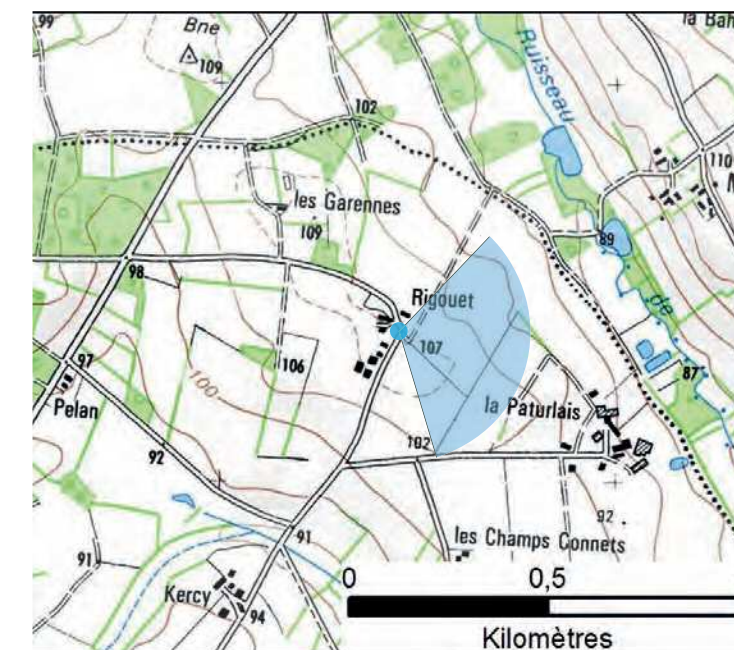 99
Bne
109
la Bah
Ruisseau
102
110
M
les Garennes
109
89
98
de
Rigouet
107
97
106
87
100
la Paturlais
Pelan
102
92
92
91
les Champs Connets
91
Kercy
94
0
0,5
Kilomètres